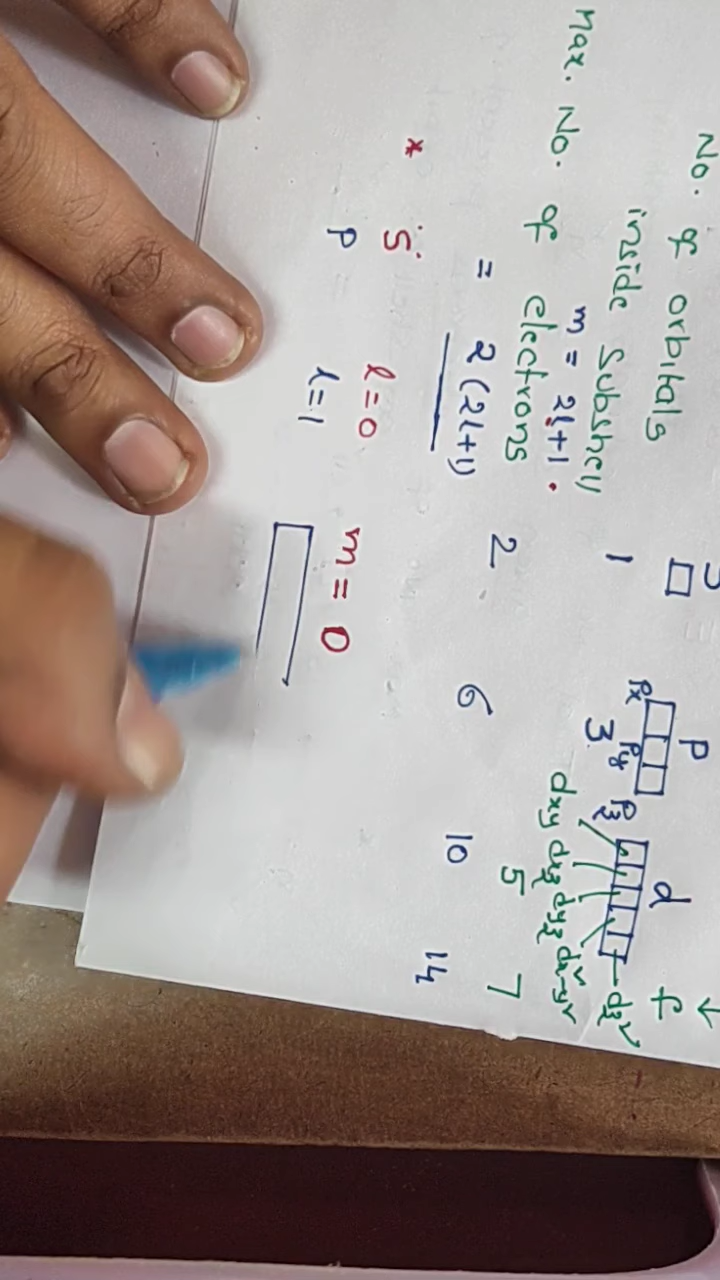 s p d f ↓
No. of orbitals
inside Subshell 1 3 5 7
m = 2l+1.
px py pz
dxy dxz dyz dx²-y² dz²
Max. No. of electrons
= 2(2l+1) 2 6 10 14
* s l=0 m = 0
p l=1